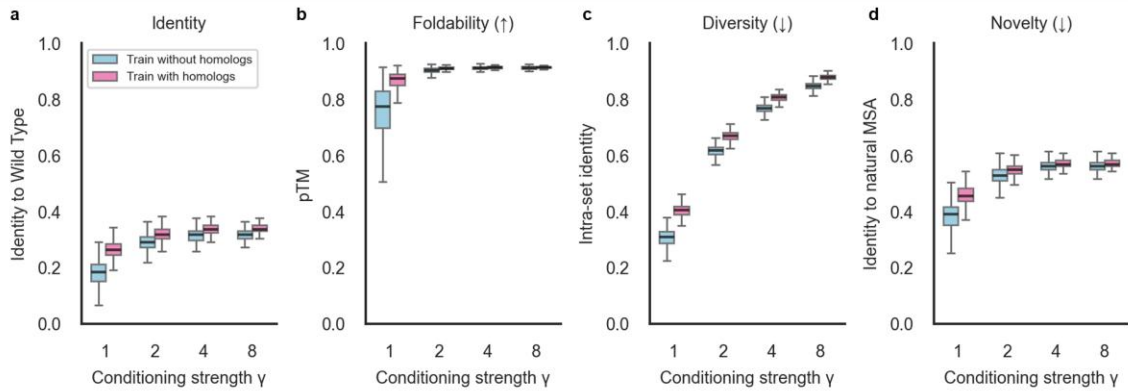 a
Identity
Identity to Wild Type
1.0
0.8
0.6
0.4
0.2
0.0
Train without homologs
Train with homologs
1 2 4 8
Conditioning strength γ
b
Foldability (↑)
pTM
1.0
0.8
0.6
0.4
0.2
0.0
1 2 4 8
Conditioning strength γ
c
Diversity (↓)
Intra-set identity
1.0
0.8
0.6
0.4
0.2
0.0
1 2 4 8
Conditioning strength γ
d
Novelty (↓)
Identity to natural MSA
1.0
0.8
0.6
0.4
0.2
0.0
1 2 4 8
Conditioning strength γ